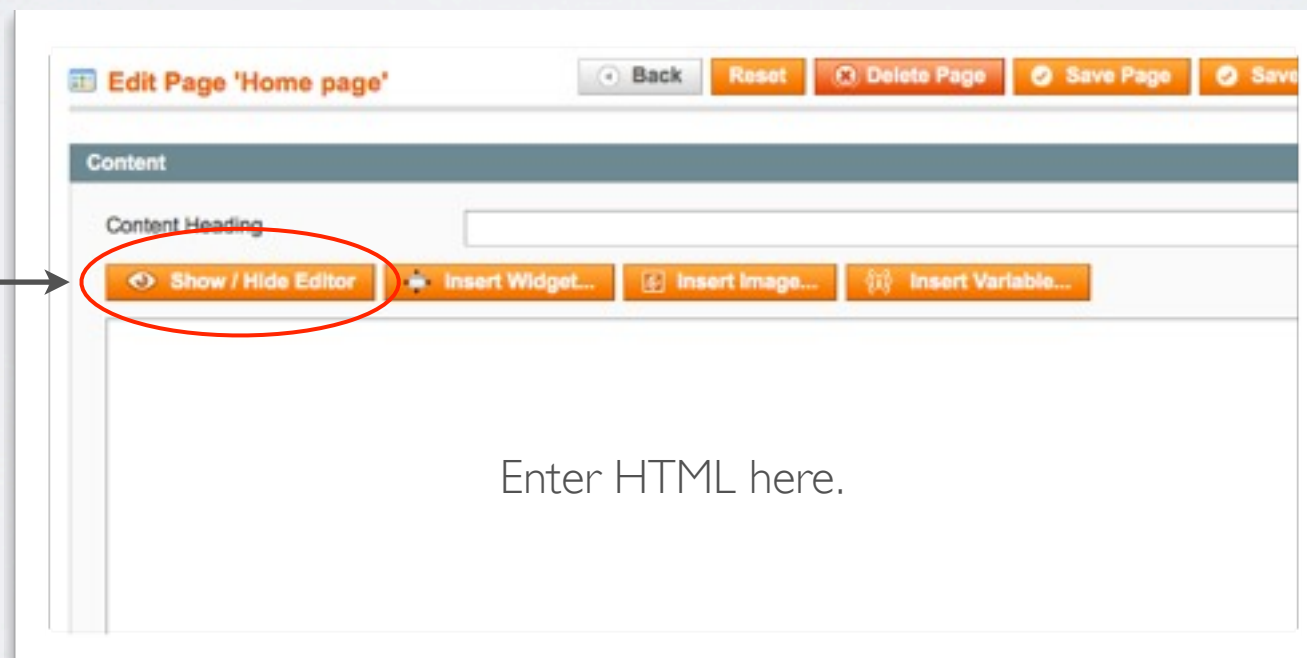 Edit Page 'Home page' Back Reset Delete Page Save Page Save
Content
Content Heading
Show / Hide Editor Insert Widget... Insert Image... Insert Variable...
Enter HTML here.